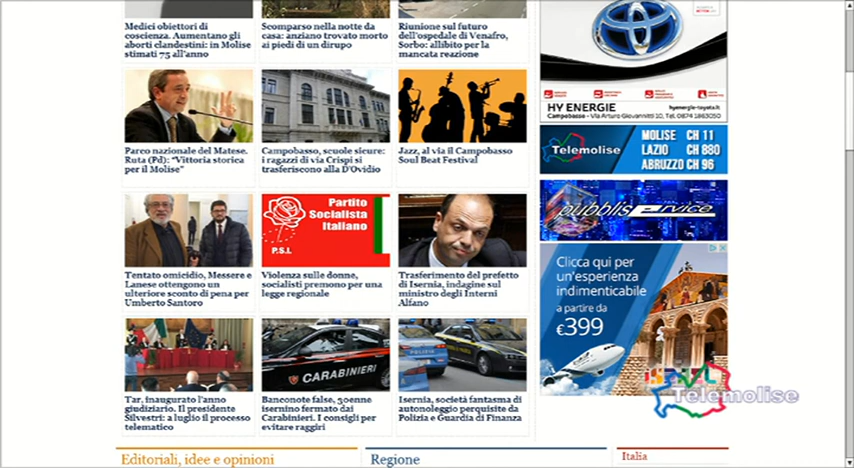 Medici obiettori di
coscienza. Aumentano gli
aborti clandestini: in Molise
stimati 75 all'anno
Scomparso nella notte da
casa: anziano trovato morto
ai piedi di un dirupo
Riunione sul futuro
dell'ospedale di Venafro,
Sorbo: allibito per la
mancata reazione
HY ENERGIE
hyenergie-toyota.it
Campobasso - Via Arturo Giovannitti 10, Tel. 0874 1863050
Parco nazionale del Matese.
Ruta (Pd): “Vittoria storica
per il Molise”
Campobasso, scuole sicure:
i ragazzi di via Crispi si
trasferiscono alla D'Ovidio
Jazz, al via il Campobasso
Soul Beat Festival
Telemolise
MOLISE CH 11
LAZIO CH 880
ABRUZZO CH 96
Partito
Socialista
Italiano
P.S.I.
pubbliservice
Tentato omicidio, Messere e
Lanese ottengono un
ulteriore sconto di pena per
Umberto Santoro
Violenza sulle donne,
socialisti premono per una
legge regionale
Trasferimento del prefetto
di Isernia, indagine sul
ministro degli Interni
Alfano
Clicca qui per
un'esperienza
indimenticabile
a partire da
€399
CARABINIERI
POLIZIA
Tar, inaugurato l'anno
giudiziario. Il presidente
Silvestri: a luglio il processo
telematico
Banconote false, 30enne
isernino fermato dai
Carabinieri. I consigli per
evitare raggiri
Isernia, società fantasma di
autonoleggio perquisite da
Polizia e Guardia di Finanza
Telemolise
Editoriali, idee e opinioni
Regione
Italia